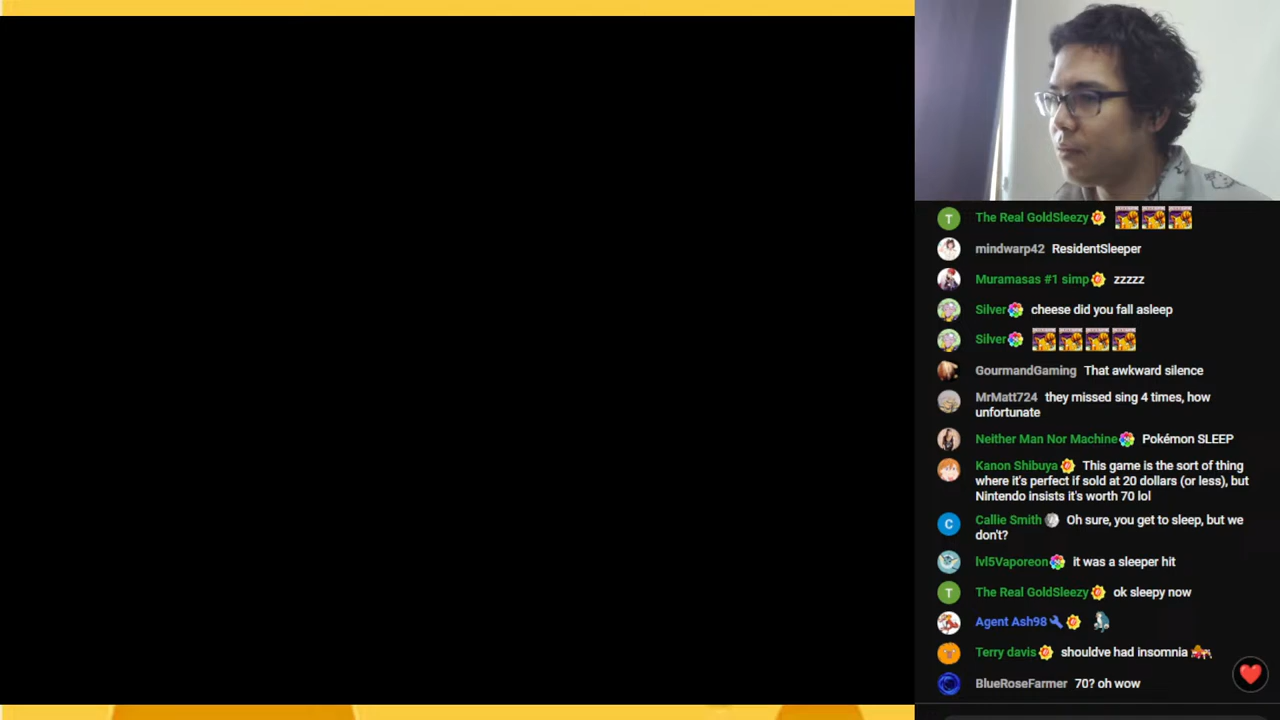 T The Real GoldSleezy
mindwarp42 ResidentSleeper
Muramasas #1 simp zzzzz
Silver cheese did you fall asleep
Silver
GourmandGaming That awkward silence
MrMatt724 they missed sing 4 times, how
unfortunate
Neither Man Nor Machine Pokémon SLEEP
Kanon Shibuya This game is the sort of thing
where it's perfect if sold at 20 dollars (or less), but
Nintendo insists it's worth 70 lol
C Callie Smith Oh sure, you get to sleep, but we
don't?
lvl5Vaporeon it was a sleeper hit
T The Real GoldSleezy ok sleepy now
Agent Ash98
Terry davis shouldve had insomnia
BlueRoseFarmer 70? oh wow